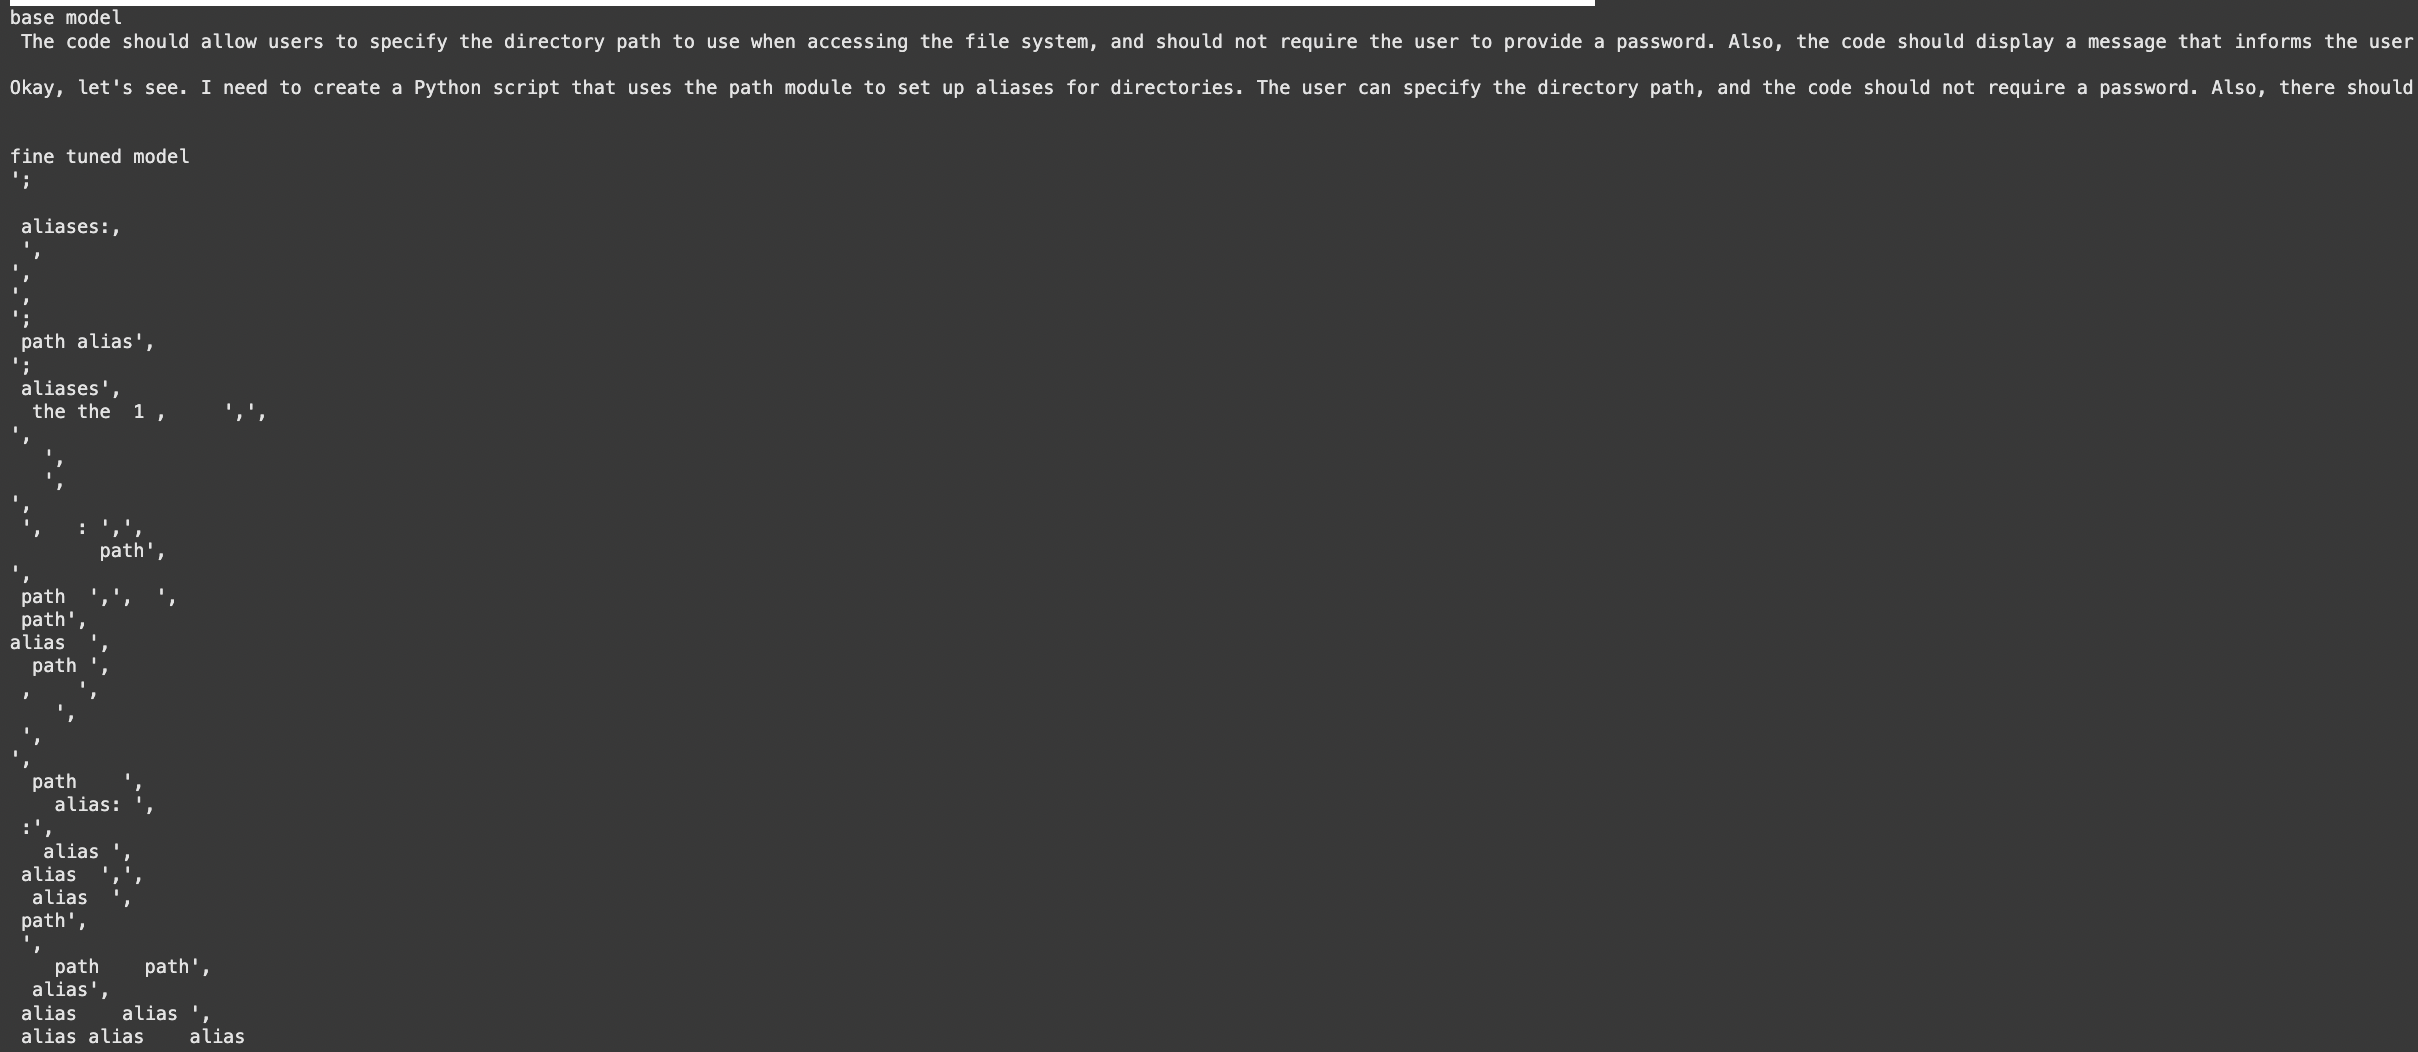 base model
 The code should allow users to specify the directory path to use when accessing the file system, and should not require the user to provide a password. Also, the code should display a message that informs the user
Okay, let's see. I need to create a Python script that uses the path module to set up aliases for directories. The user can specify the directory path, and the code should not require a password. Also, there should
fine tuned model
';
 aliases:,
 ',
',
',
';
 path alias',
';
 aliases',
  the the  1 ,     ',',
',
   ',
   ',
',
 ',   : ',',
        path',
',
 path  ',',  ',
 path',
alias  ',
  path ',
 ,    ',
    ',
 ',
',
  path    ',
    alias: ',
 :',
   alias ',
 alias  ',',
  alias  ',
 path',
 ',
    path    path',
  alias',
 alias    alias ',
 alias alias    alias